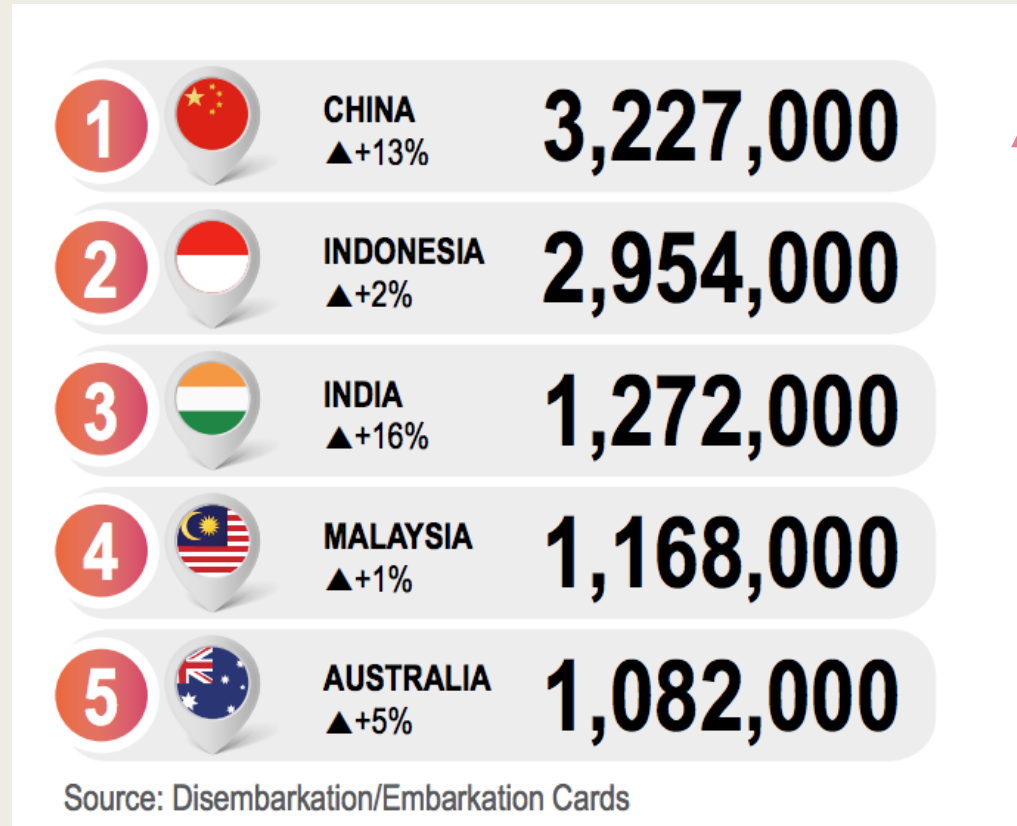 1
CHINA
▲+13%
3,227,000
2
INDONESIA
▲+2%
2,954,000
3
INDIA
▲+16%
1,272,000
4
MALAYSIA
▲+1%
1,168,000
5
AUSTRALIA
▲+5%
1,082,000
Source: Disembarkation/Embarkation Cards